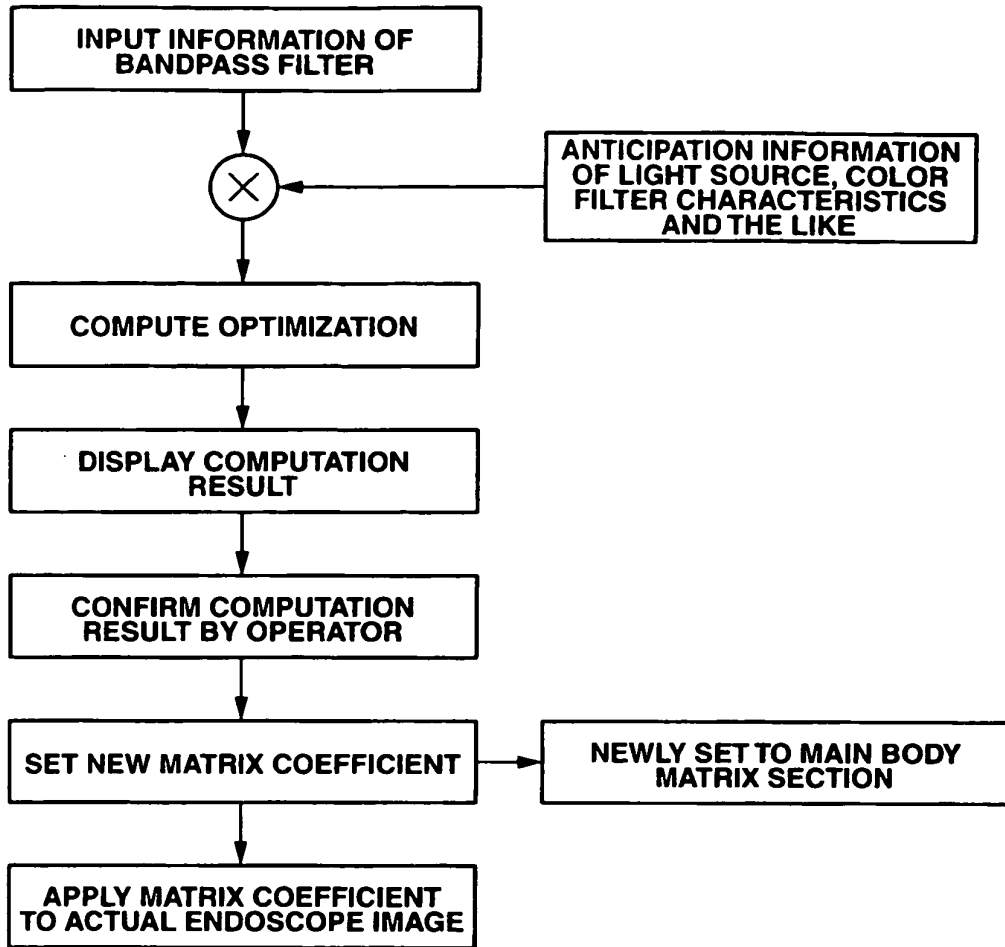 INPUT INFORMATION OF
BANDPASS FILTER
ANTICIPATION INFORMATION
OF LIGHT SOURCE, COLOR
FILTER CHARACTERISTICS
AND THE LIKE
COMPUTE OPTIMIZATION
DISPLAY COMPUTATION
RESULT
CONFIRM COMPUTATION
RESULT BY OPERATOR
SET NEW MATRIX COEFFICIENT
NEWLY SET TO MAIN BODY
MATRIX SECTION
APPLY MATRIX COEFFICIENT
TO ACTUAL ENDOSCOPE IMAGE